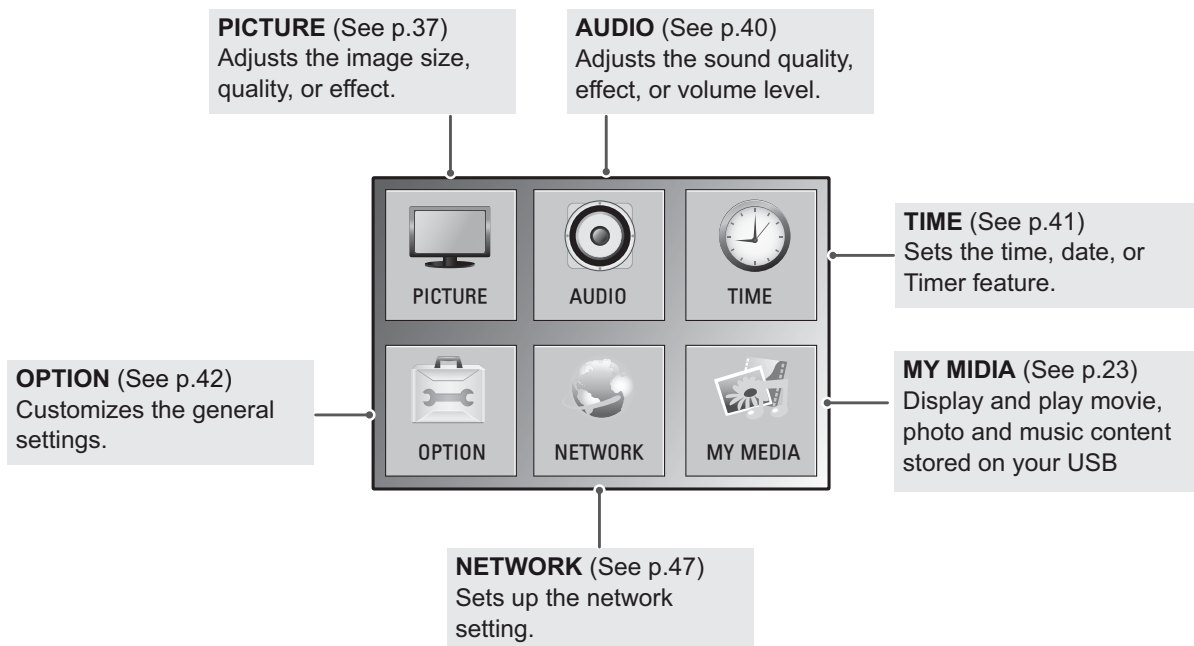 PICTURE (See p.37)
Adjusts the image size,
quality, or effect.
AUDIO (See p.40)
Adjusts the sound quality,
effect, or volume level.
PICTURE
AUDIO
TIME
TIME (See p.41)
Sets the time, date, or
Timer feature.
OPTION (See p.42)
Customizes the general
settings.
OPTION
NETWORK
MY MEDIA
MY MIDIA (See p.23)
Display and play movie,
photo and music content
stored on your USB
NETWORK (See p.47)
Sets up the network
setting.